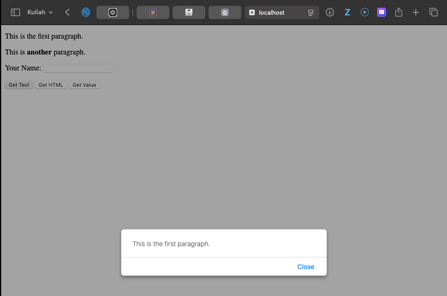 Kuliah
localhost
This is the first paragraph.
This is another paragraph.
Your Name:
Get Text Get HTML Get Value
This is the first paragraph.
Close